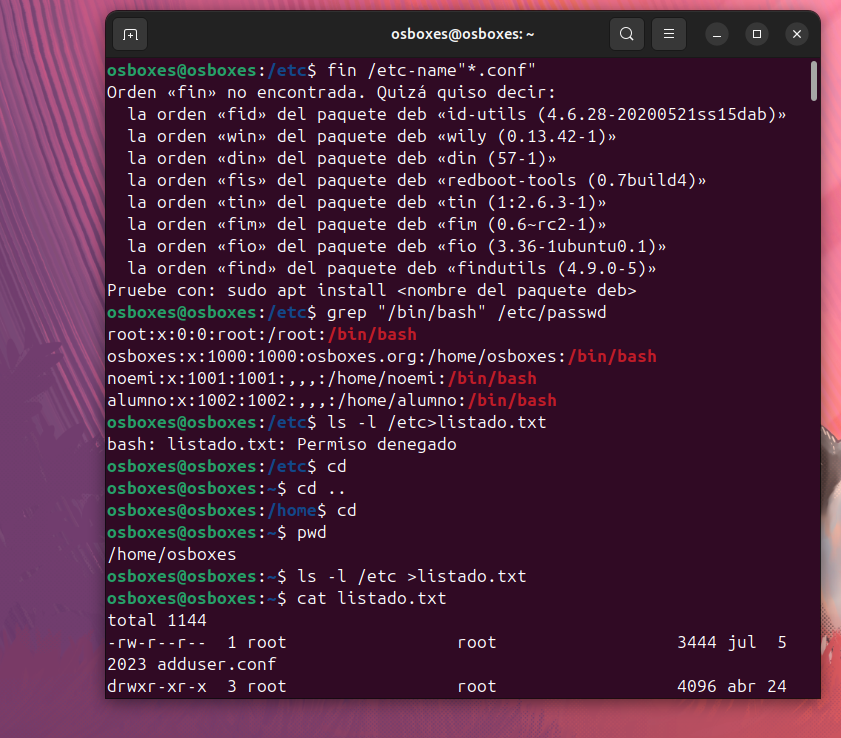 osboxes@osboxes: ~
osboxes@osboxes:/etc$ fin /etc-name"*.conf"
Orden «fin» no encontrada. Quizá quiso decir:
  la orden «fid» del paquete deb «id-utils (4.6.28-20200521ss15dab)»
  la orden «win» del paquete deb «wily (0.13.42-1)»
  la orden «din» del paquete deb «din (57-1)»
  la orden «fis» del paquete deb «redboot-tools (0.7build4)»
  la orden «tin» del paquete deb «tin (1:2.6.3-1)»
  la orden «fim» del paquete deb «fim (0.6~rc2-1)»
  la orden «fio» del paquete deb «fio (3.36-1ubuntu0.1)»
  la orden «find» del paquete deb «findutils (4.9.0-5)»
Pruebe con: sudo apt install <nombre del paquete deb>
osboxes@osboxes:/etc$ grep "/bin/bash" /etc/passwd
root:x:0:0:root:/root:/bin/bash
osboxes:x:1000:1000:osboxes.org:/home/osboxes:/bin/bash
noemi:x:1001:1001:,,,:/home/noemi:/bin/bash
alumno:x:1002:1002:,,,:/home/alumno:/bin/bash
osboxes@osboxes:/etc$ ls -l /etc>listado.txt
bash: listado.txt: Permiso denegado
osboxes@osboxes:/etc$ cd
osboxes@osboxes:~$ cd ..
osboxes@osboxes:/home$ cd
osboxes@osboxes:~$ pwd
/home/osboxes
osboxes@osboxes:~$ ls -l /etc >listado.txt
osboxes@osboxes:~$ cat listado.txt
total 1144
-rw-r--r--  1 root                 root                  3444 jul  5
2023 adduser.conf
drwxr-xr-x  3 root                 root                  4096 abr 24